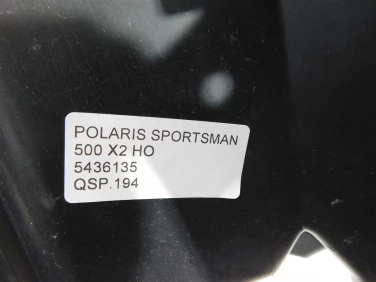 POLARIS SPORTSMAN
500 X2 HO
5436135
QSP.194